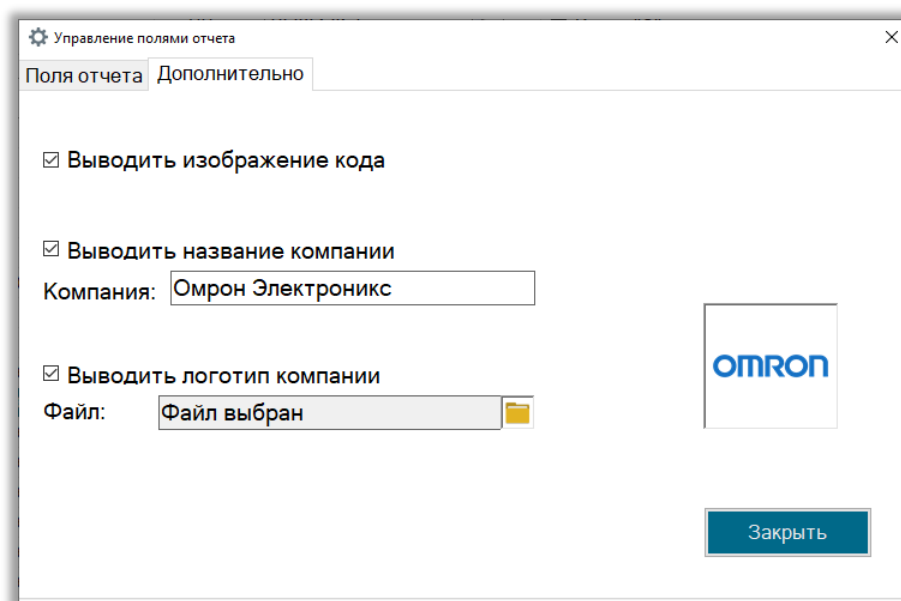 Управление полями отчета
Поля отчета Дополнительно
Выводить изображение кода
Выводить название компании
Компания: Омрон Электроникс
Выводить логотип компании
Файл: Файл выбран
OMRON
Закрыть